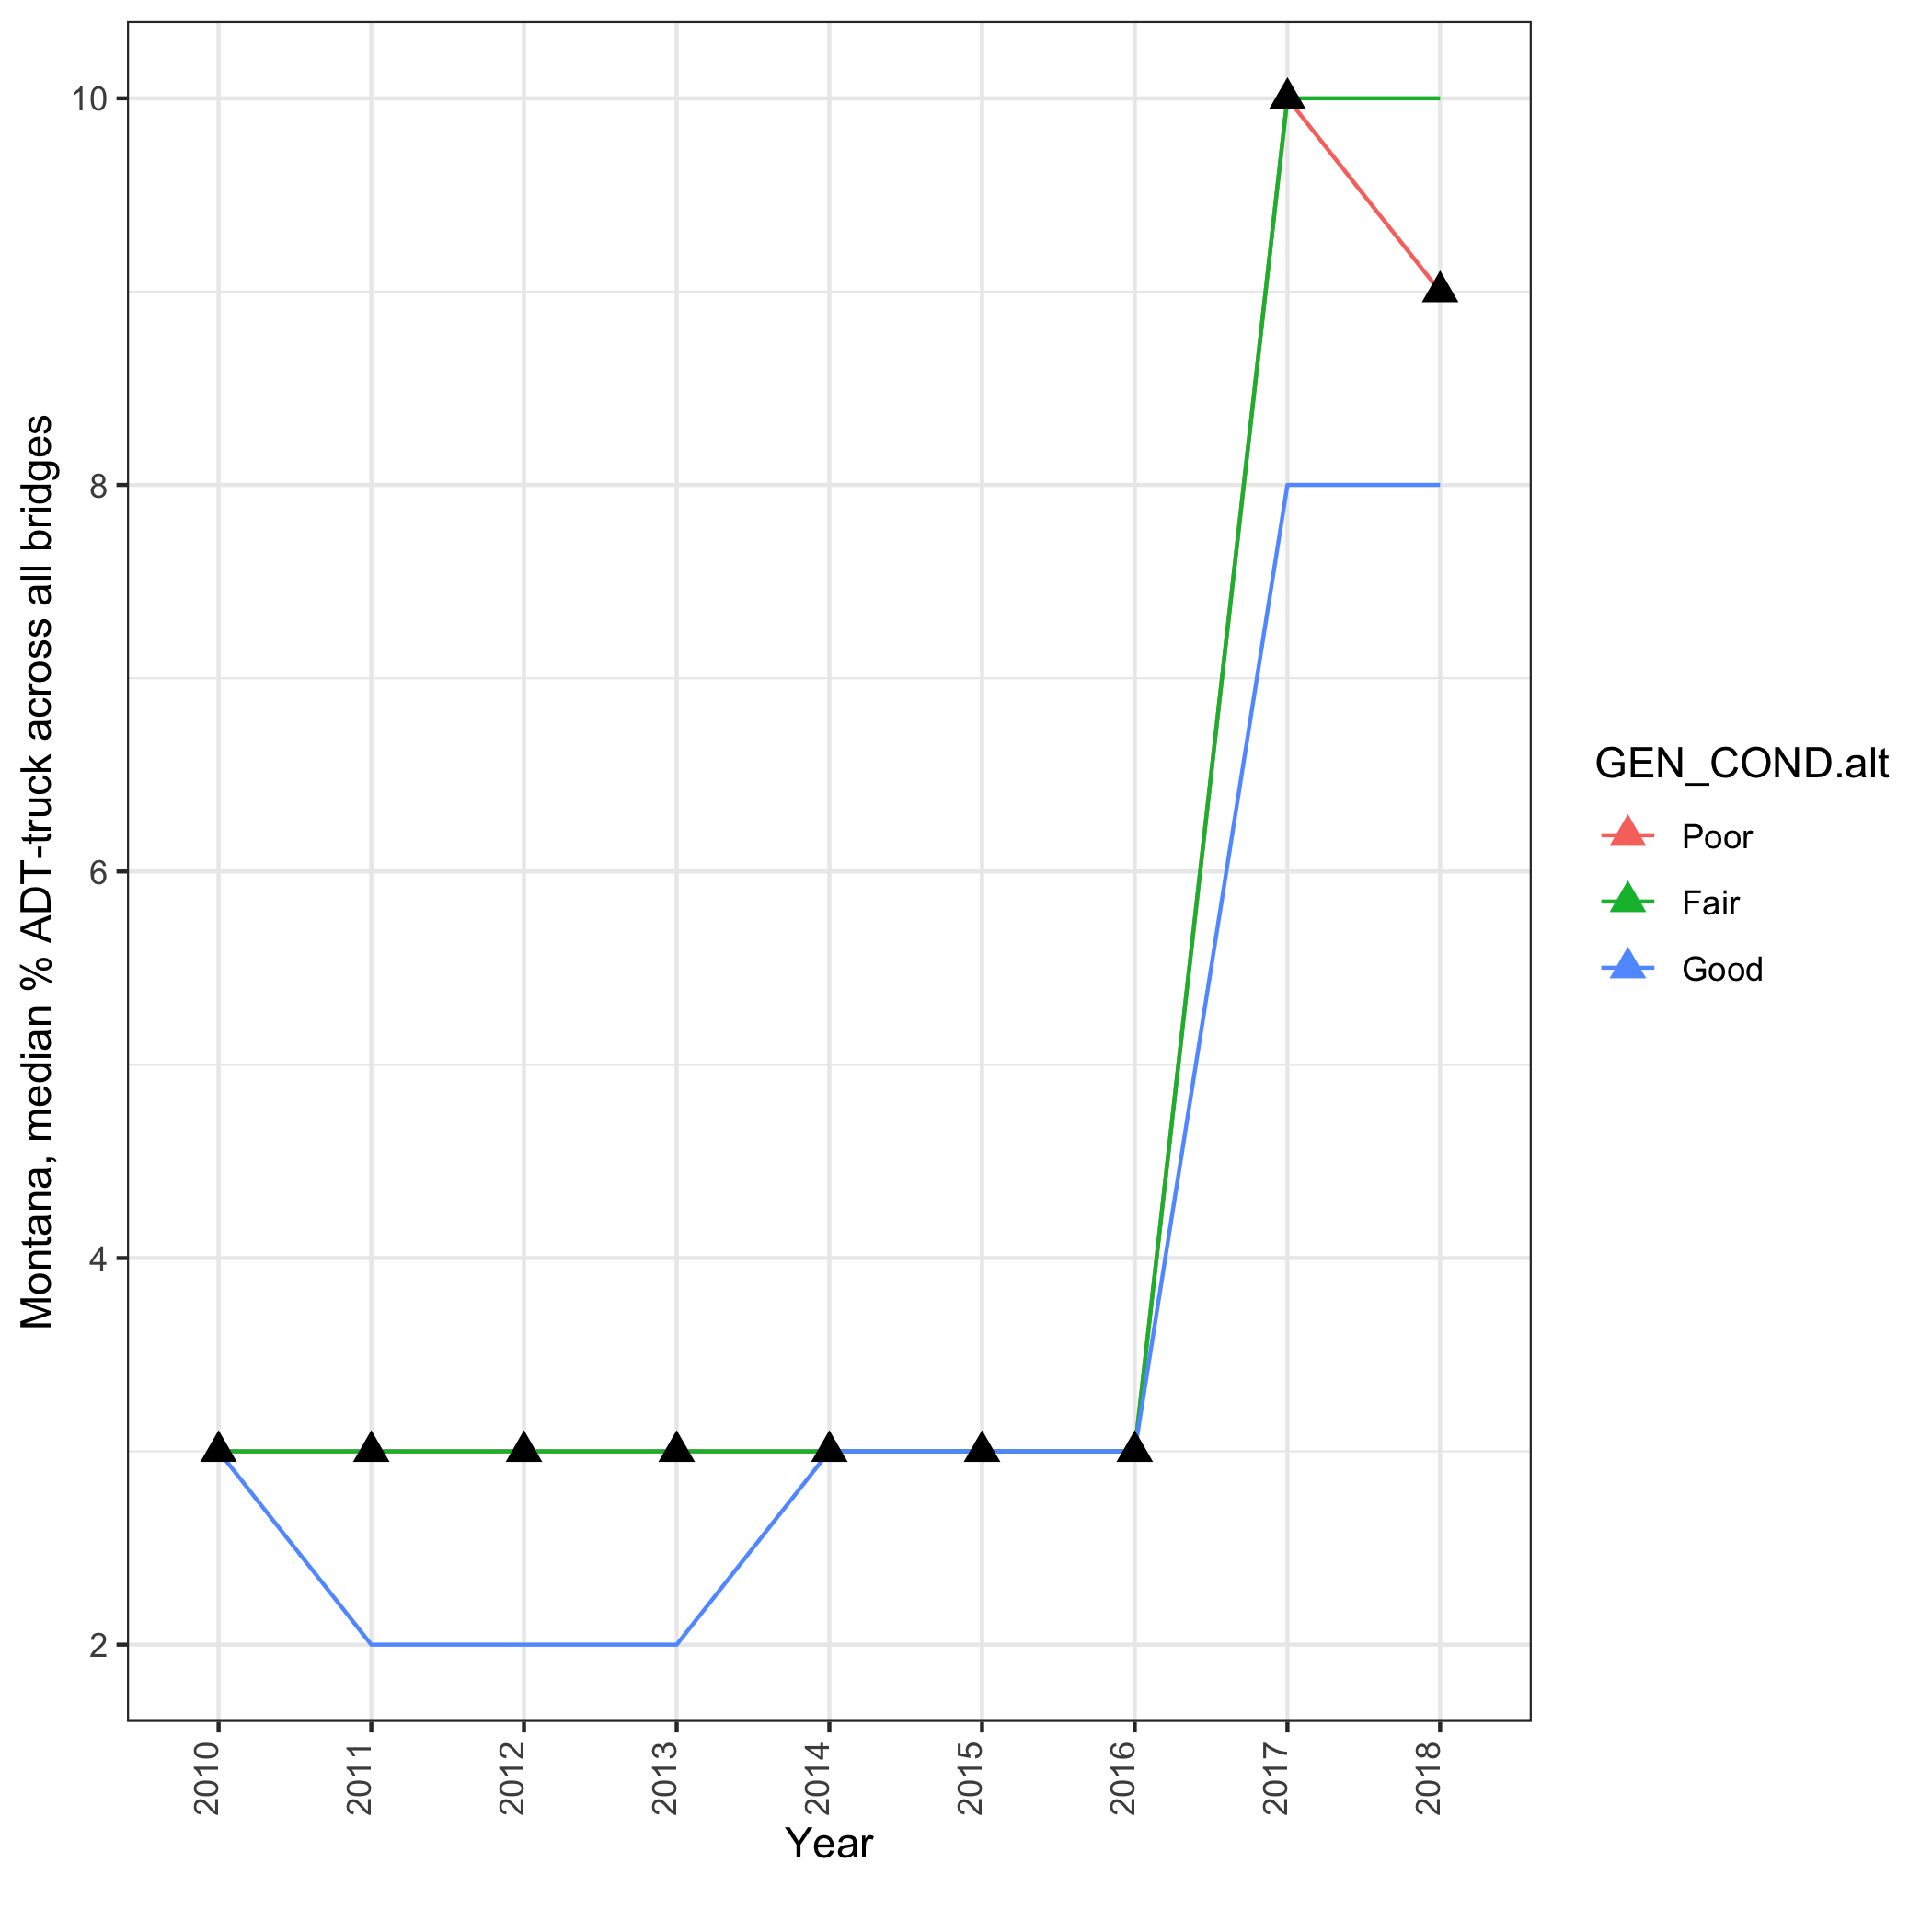 Montana, median % ADT-truck across all bridges
10
8
6
4
2
2010
2011
2012
2013
2014
2015
2016
2017
2018
Year
GEN_COND.alt
Poor
Fair
Good